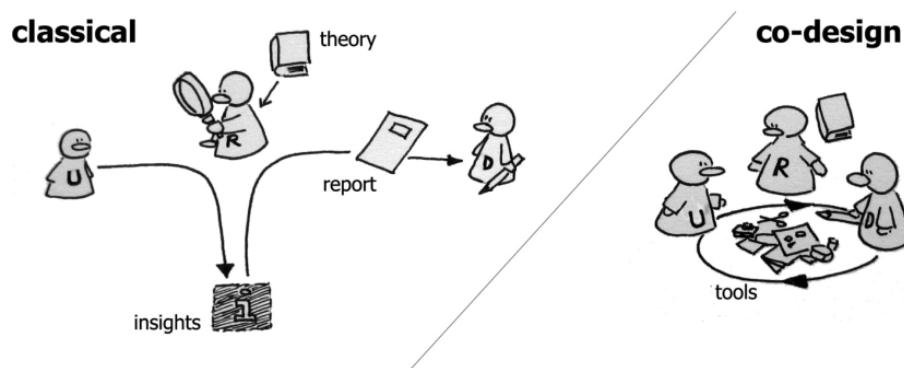 classical
theory
R
U
D
report
i
insights
co-design
R
U
D
tools